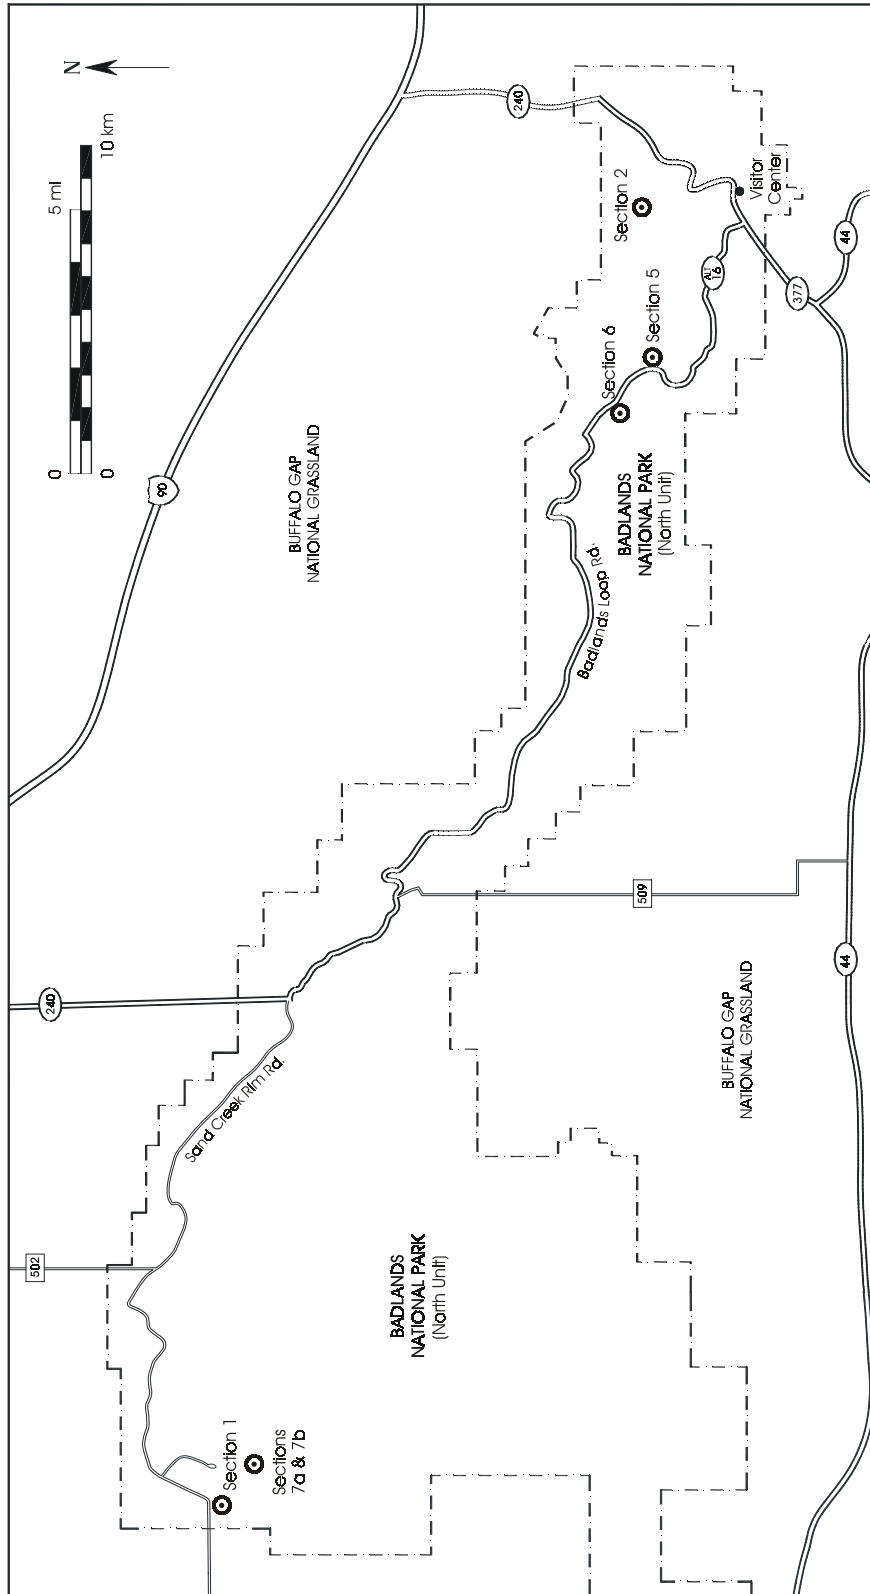 N
0
5 mi
0
10 km
90
240
BUFFALO GAP
NATIONAL GRASSLAND
Section 2
Visitor
Center
Section 5
Section 6
ALT
16
377
44
BADLANDS
NATIONAL PARK
(North Unit)
Badlands Loop Rd.
240
509
44
Sand Creek Rim Rd.
BUFFALO GAP
NATIONAL GRASSLAND
502
BADLANDS
NATIONAL PARK
(North Unit)
Section 1
Sections
7a & 7b